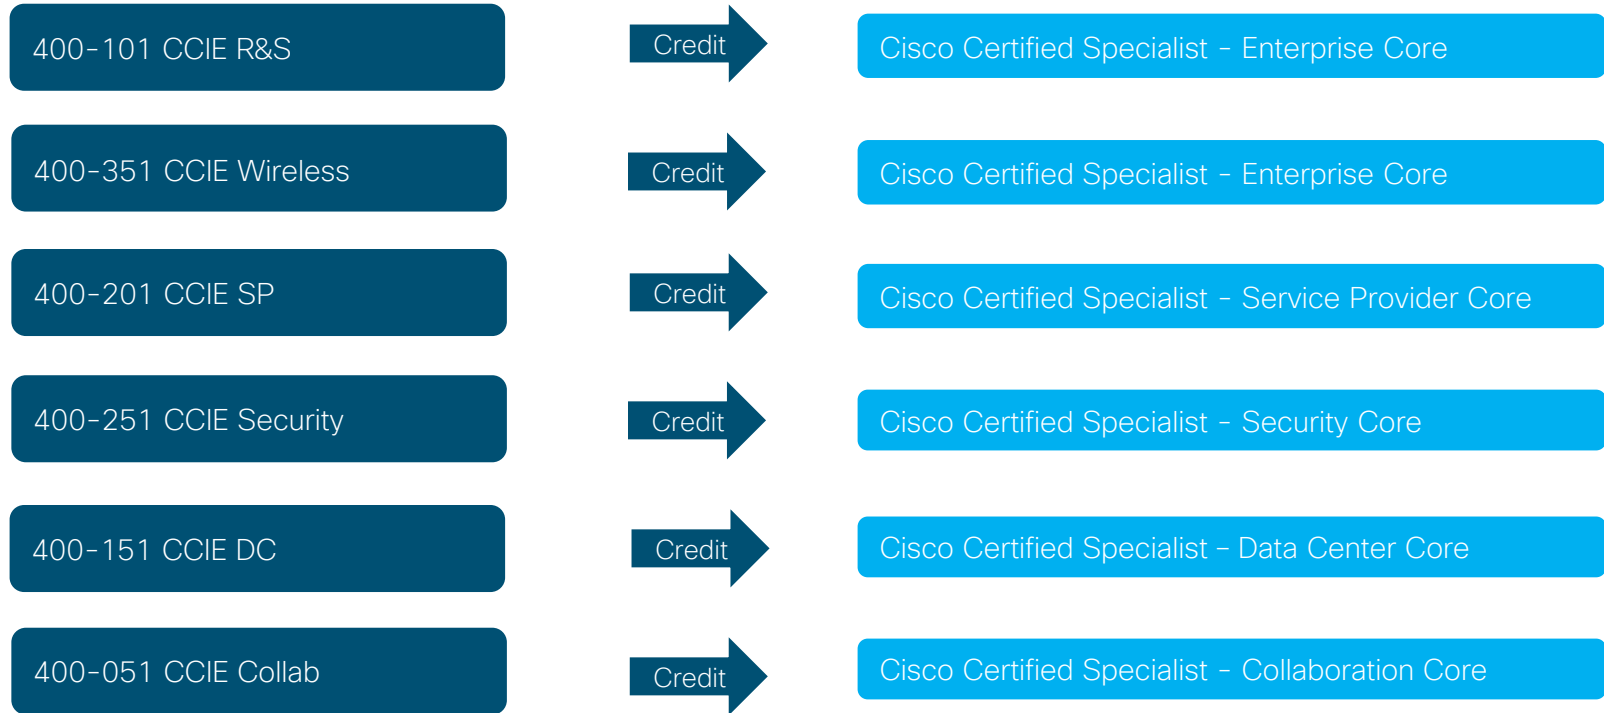 400-101 CCIE R&S
Credit
Cisco Certified Specialist - Enterprise Core
400-351 CCIE Wireless
Credit
Cisco Certified Specialist - Enterprise Core
400-201 CCIE SP
Credit
Cisco Certified Specialist - Service Provider Core
400-251 CCIE Security
Credit
Cisco Certified Specialist - Security Core
400-151 CCIE DC
Credit
Cisco Certified Specialist – Data Center Core
400-051 CCIE Collab
Credit
Cisco Certified Specialist - Collaboration Core